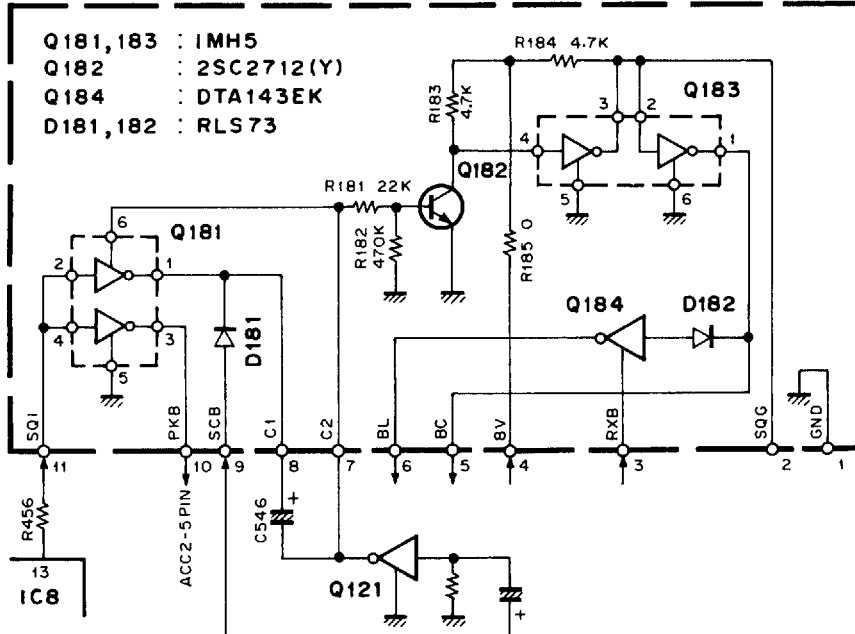 Q181,183 : IMH5
Q182 : 2SC2712(Y)
Q184 : DTA143EK
D181,182 : RLS73
R184 4.7K
R183
4.7K
3
2
Q183
4
1
5
6
Q182
R181 22K
R182
470K
R185 0
6
Q181
2
1
4
3
5
D181
Q184
D182
SQ1
PKB
SCB
C1
C2
BL
BC
8V
RXB
SQG
GND
11
10
9
8
7
6
5
4
3
2
1
R456
ACC2-5PIN
C546
+
Q121
+
13
IC8